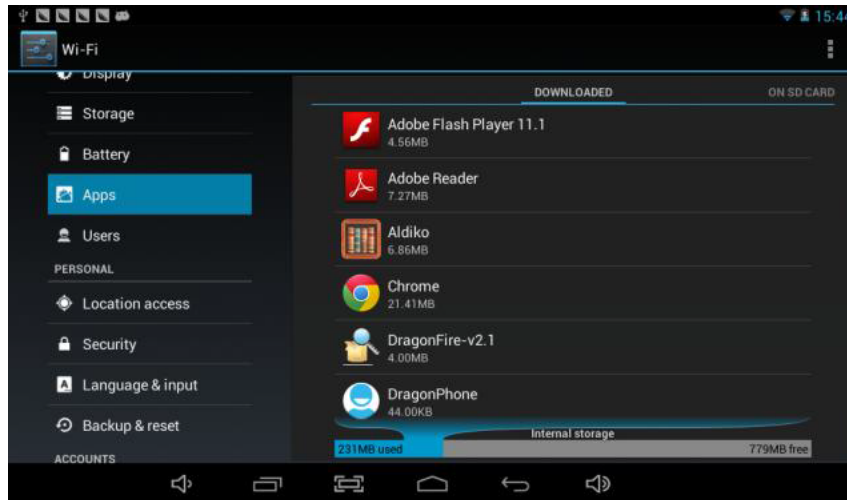 15:44
Wi-Fi
Display
Storage
Battery
Apps
Users
PERSONAL
Location access
Security
Language & input
Backup & reset
ACCOUNTS
DOWNLOADED
ON SD CARD
Adobe Flash Player 11.1
4.56MB
Adobe Reader
7.27MB
Aldiko
6.86MB
Chrome
21.41MB
DragonFire-v2.1
4.00MB
DragonPhone
44.00KB
Internal storage
231MB used
779MB free